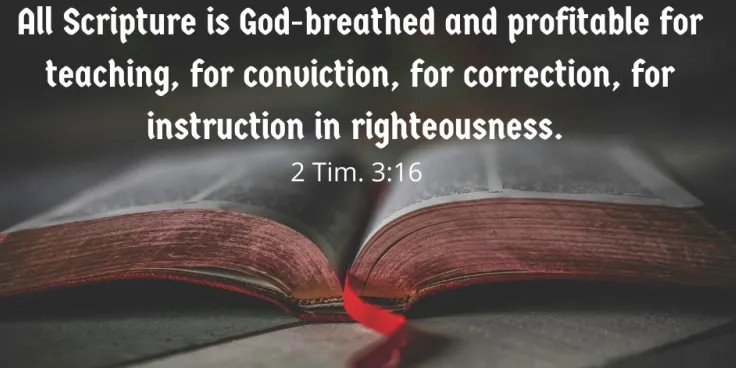 All Scripture is God-breathed and profitable for
teaching, for conviction, for correction, for
instruction in righteousness.
2 Tim. 3:16